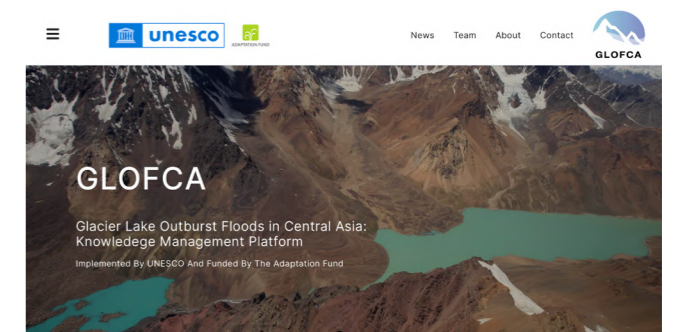 unesco
af
ADAPTATION FUND
News Team About Contact
GLOFCA
GLOFCA
Glacier Lake Outburst Floods in Central Asia:
Knowledege Management Platform
Implemented By UNESCO And Funded By The Adaptation Fund